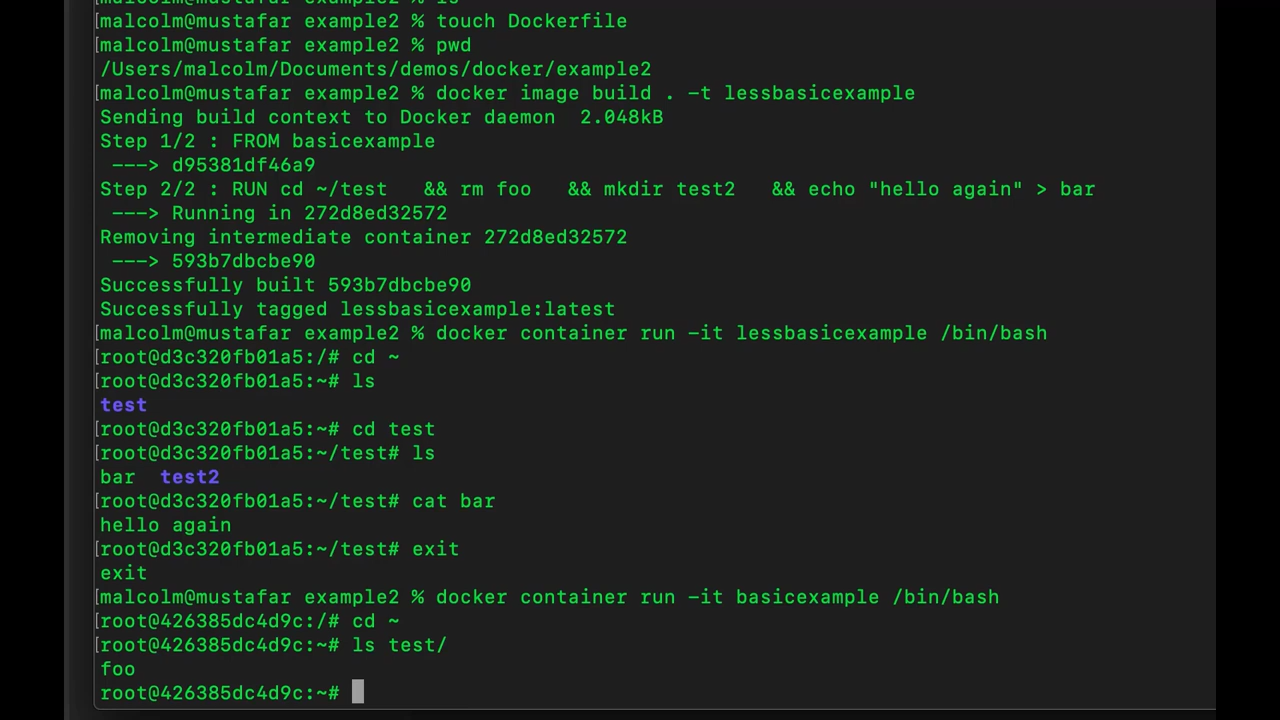 [malcolm@mustafar example2 % ls
[malcolm@mustafar example2 % touch Dockerfile
[malcolm@mustafar example2 % pwd
/Users/malcolm/Documents/demos/docker/example2
[malcolm@mustafar example2 % docker image build . -t lessbasicexample
Sending build context to Docker daemon  2.048kB
Step 1/2 : FROM basicexample
 ---> d95381df46a9
Step 2/2 : RUN cd ~/test   && rm foo   && mkdir test2   && echo "hello again" > bar
 ---> Running in 272d8ed32572
Removing intermediate container 272d8ed32572
 ---> 593b7dbcbe90
Successfully built 593b7dbcbe90
Successfully tagged lessbasicexample:latest
[malcolm@mustafar example2 % docker container run -it lessbasicexample /bin/bash
[root@d3c320fb01a5:/# cd ~
[root@d3c320fb01a5:~# ls
test
[root@d3c320fb01a5:~# cd test
[root@d3c320fb01a5:~/test# ls
bar  test2
[root@d3c320fb01a5:~/test# cat bar
hello again
[root@d3c320fb01a5:~/test# exit
exit
[malcolm@mustafar example2 % docker container run -it basicexample /bin/bash
[root@426385dc4d9c:/# cd ~
[root@426385dc4d9c:~# ls test/
foo
root@426385dc4d9c:~#